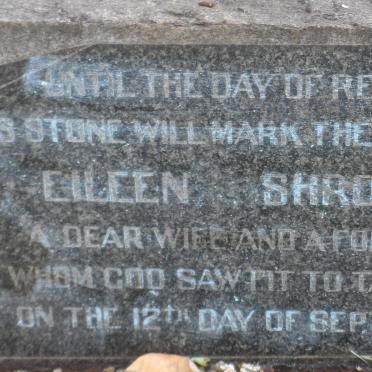 UNTIL THE DAY OF RE
S STONE WILL MARK THE
EILEEN SHRO
A DEAR WIFE AND A FO
WHOM GOD SAW FIT TO TA
ON THE 12TH DAY OF SEP